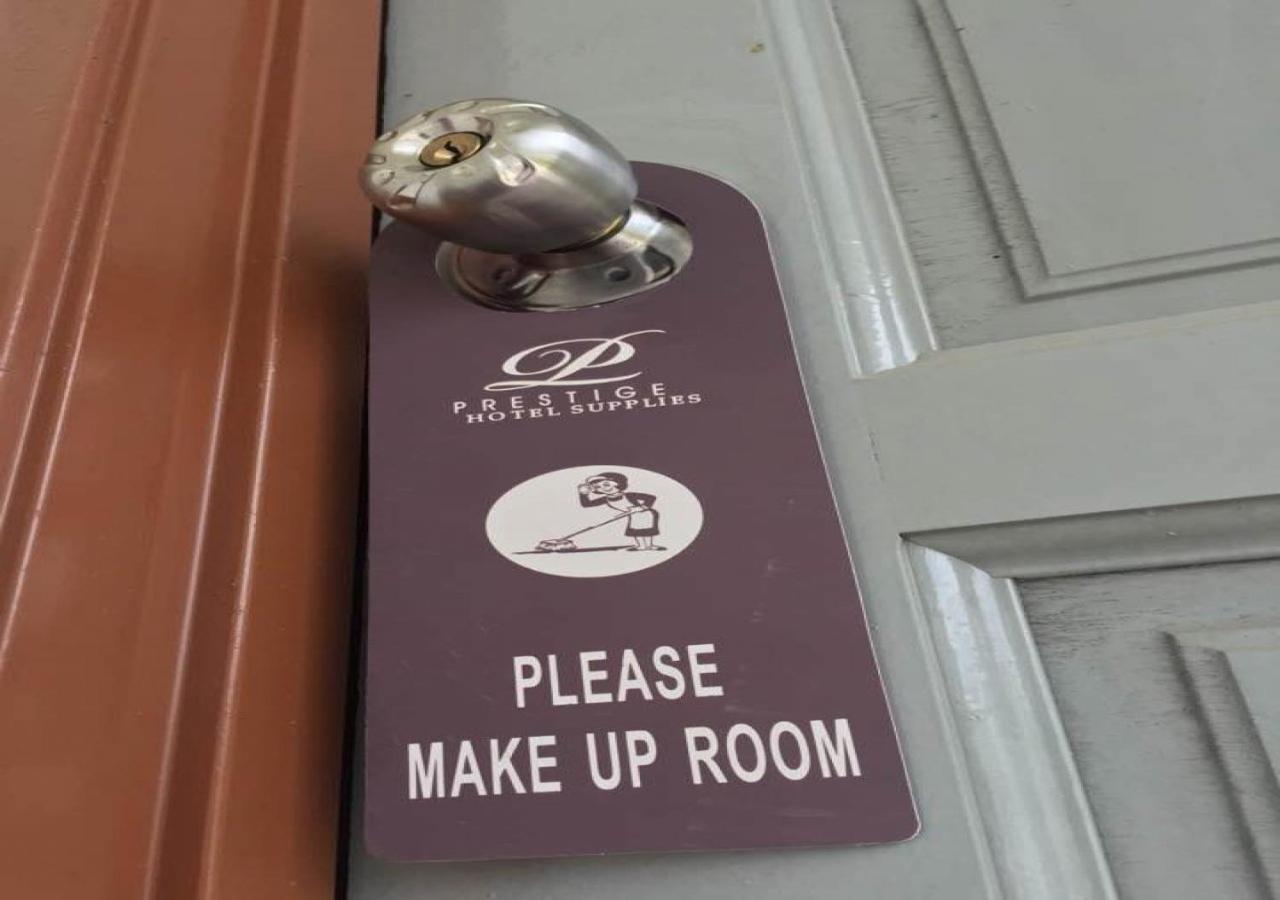 P
PRESTIGE
HOTEL SUPPLIES
PLEASE
MAKE UP ROOM